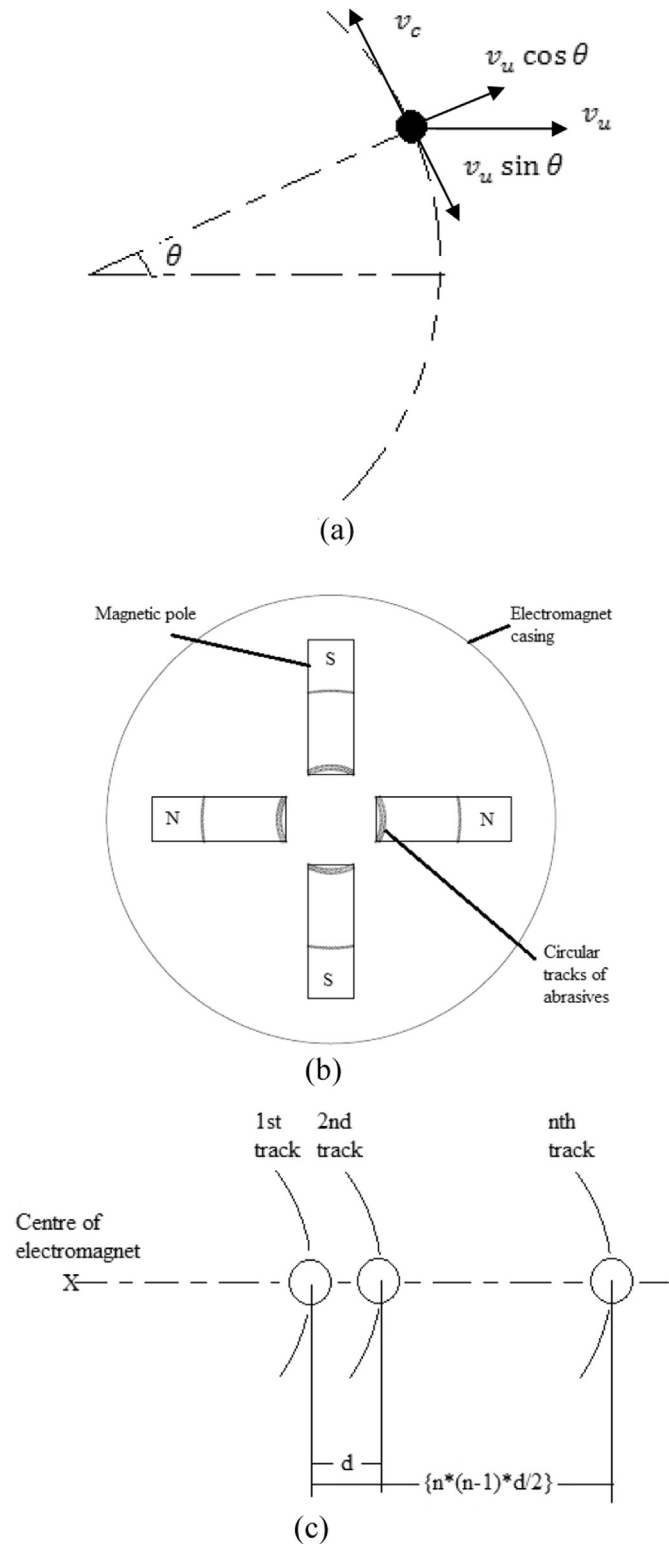 v_c
v_u cos θ
v_u
v_u sin θ
θ
(a)
Magnetic pole
Electromagnet
casing
S
N
N
S
Circular
tracks of
abrasives
(b)
1st
track
2nd
track
nth
track
Centre of
electromagnet
X
d
{n*(n-1)*d/2}
(c)